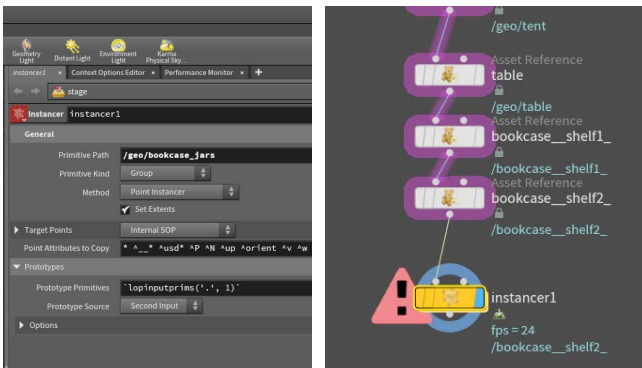 Geometry Light
Distant Light
Environment Light
Karma Physical Sky...
instancer1 × Context Options Editor × Performance Monitor × +
stage
Instancer instancer1
General
Primitive Path /geo/bookcase_jars
Primitive Kind Group
Method Point Instancer
Set Extents
Target Points Internal SOP
Point Attributes to Copy * ^__* ^usd* ^P ^N ^up ^orient ^v ^w
Prototypes
Prototype Primitives `lopinputprims('.', 1)`
Prototype Source Second Input
Options
/geo/tent
Asset Reference
table
/geo/table
Asset Reference
bookcase__shelf1_
/bookcase__shelf1_
Asset Reference
bookcase__shelf2_
/bookcase__shelf2_
instancer1
fps = 24
/bookcase__shelf2_